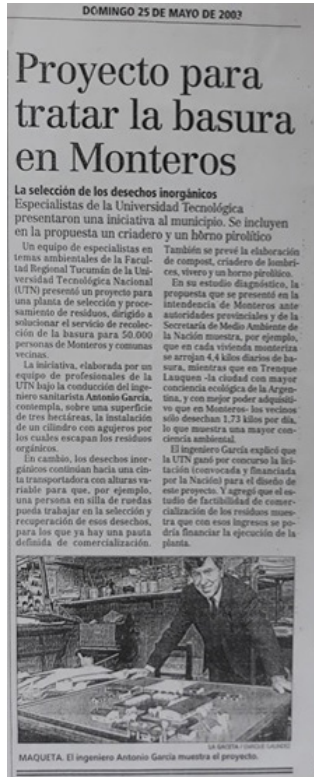 DOMINGO 25 DE MAYO DE 2003
Proyecto para
tratar la basura
en Monteros
La selección de los desechos inorgánicos
Especialistas de la Universidad Tecnológica
presentaron una iniciativa al municipio. Se incluyen
en la propuesta un criadero y un horno pirolítico
Un equipo de especialistas en
temas ambientales de la Facul-
tad Regional Tucumán de la Uni-
versidad Tecnológica Nacional
(UTN) presentó un proyecto para
una planta de selección y proce-
samiento de residuos, dirigido a
solucionar el servicio de recolec-
ción de la basura para 50.000
personas de Monteros y comunas
vecinas.
La iniciativa, elaborada por un
equipo de profesionales de la
UTN bajo la conducción del inge-
niero sanitarista Antonio García,
contempla, sobre una superficie
de tres hectáreas, la instalación
de un cilindro con agujeros por
los cuales escapan los residuos
orgánicos.
En cambio, los desechos inor-
gánicos continúan hacia una cin-
ta transportadora con alturas va-
riable para que, por ejemplo,
una persona en silla de ruedas
pueda trabajar en la selección y
recuperación de esos desechos,
para los que ya hay una pauta
definida de comercialización.
También se prevé la elaboración
de compost, criadero de lombri-
ces, vivero y un horno pirolítico.
En su estudio diagnóstico, la
propuesta que se presentó en la
intendencia de Monteros ante
autoridades provinciales y de la
Secretaría de Medio Ambiente de
la Nación muestra, por ejemplo,
que en cada vivienda monteriza
se arrojan 4,4 kilos diarios de ba-
sura, mientras que en Trenque
Lauquen -la ciudad con mayor
conciencia ecológica de la Argen-
tina, y con mejor poder adquisiti-
vo que en Monteros- los vecinos
sólo desechan 1,73 kilos por día,
lo que muestra una mayor con-
ciencia ambiental.
El ingeniero García explicó que
la UTN ganó por concurso la lici-
tación (convocada y financiada
por la Nación) para el diseño de
este proyecto. Y agregó que el es-
tudio de factibilidad de comer-
cialización de los residuos mues-
tra que con esos ingresos se po-
dría financiar la ejecución de la
planta.
LA GACETA / ENRIQUE GALINDEZ
MAQUETA. El ingeniero Antonio García muestra el proyecto.